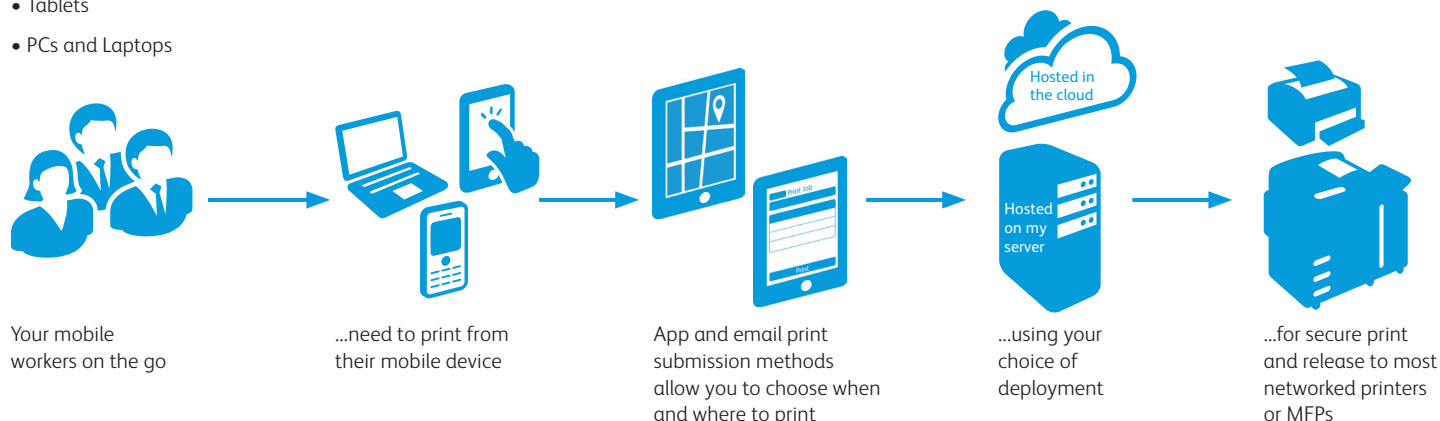 • Tablets
• PCs and Laptops
Hosted in
the cloud
Print Job
Print
Hosted
on my
server
Your mobile
workers on the go
...need to print from
their mobile device
App and email print
submission methods
allow you to choose when
and where to print
...using your
choice of
deployment
...for secure print
and release to most
networked printers
or MFPs